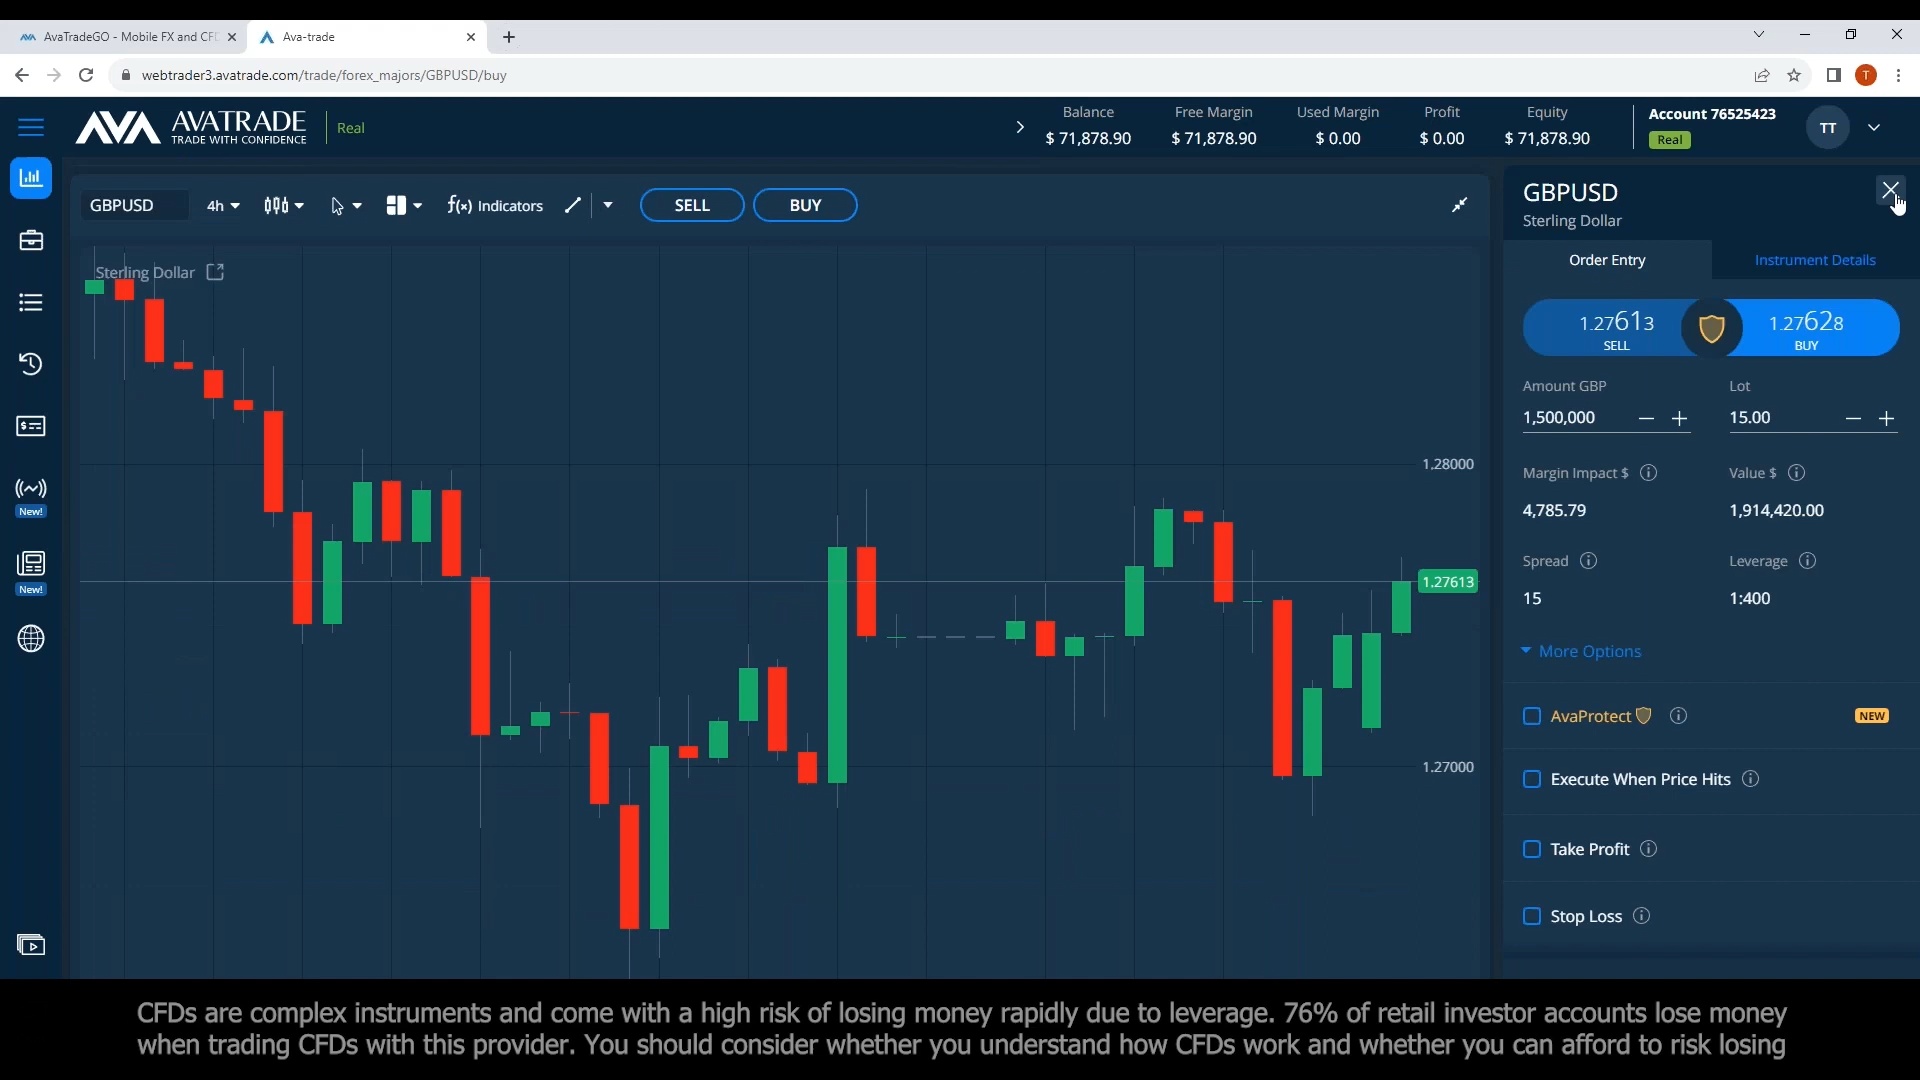 AvaTradeGO - Mobile FX and CFD
Ava-trade
webtrader3.avatrade.com/trade/forex_majors/GBPUSD/buy
T
AVA AVATRADE
TRADE WITH CONFIDENCE
Real
Balance
$ 71,878.90
Free Margin
$ 71,878.90
Used Margin
$ 0.00
Profit
$ 0.00
Equity
$ 71,878.90
Account 76525423
Real
TT
GBPUSD
4h
f(x) Indicators
SELL
BUY
Sterling Dollar
1.28000
1.27613
1.27000
New!
New!
GBPUSD
Sterling Dollar
Order Entry
Instrument Details
1.27613
SELL
1.27628
BUY
Amount GBP
1,500,000
Lot
15.00
Margin Impact $
4,785.79
Value $
1,914,420.00
Spread
15
Leverage
1:400
More Options
AvaProtect
NEW
Execute When Price Hits
Take Profit
Stop Loss
CFDs are complex instruments and come with a high risk of losing money rapidly due to leverage. 76% of retail investor accounts lose money
when trading CFDs with this provider. You should consider whether you understand how CFDs work and whether you can afford to risk losing